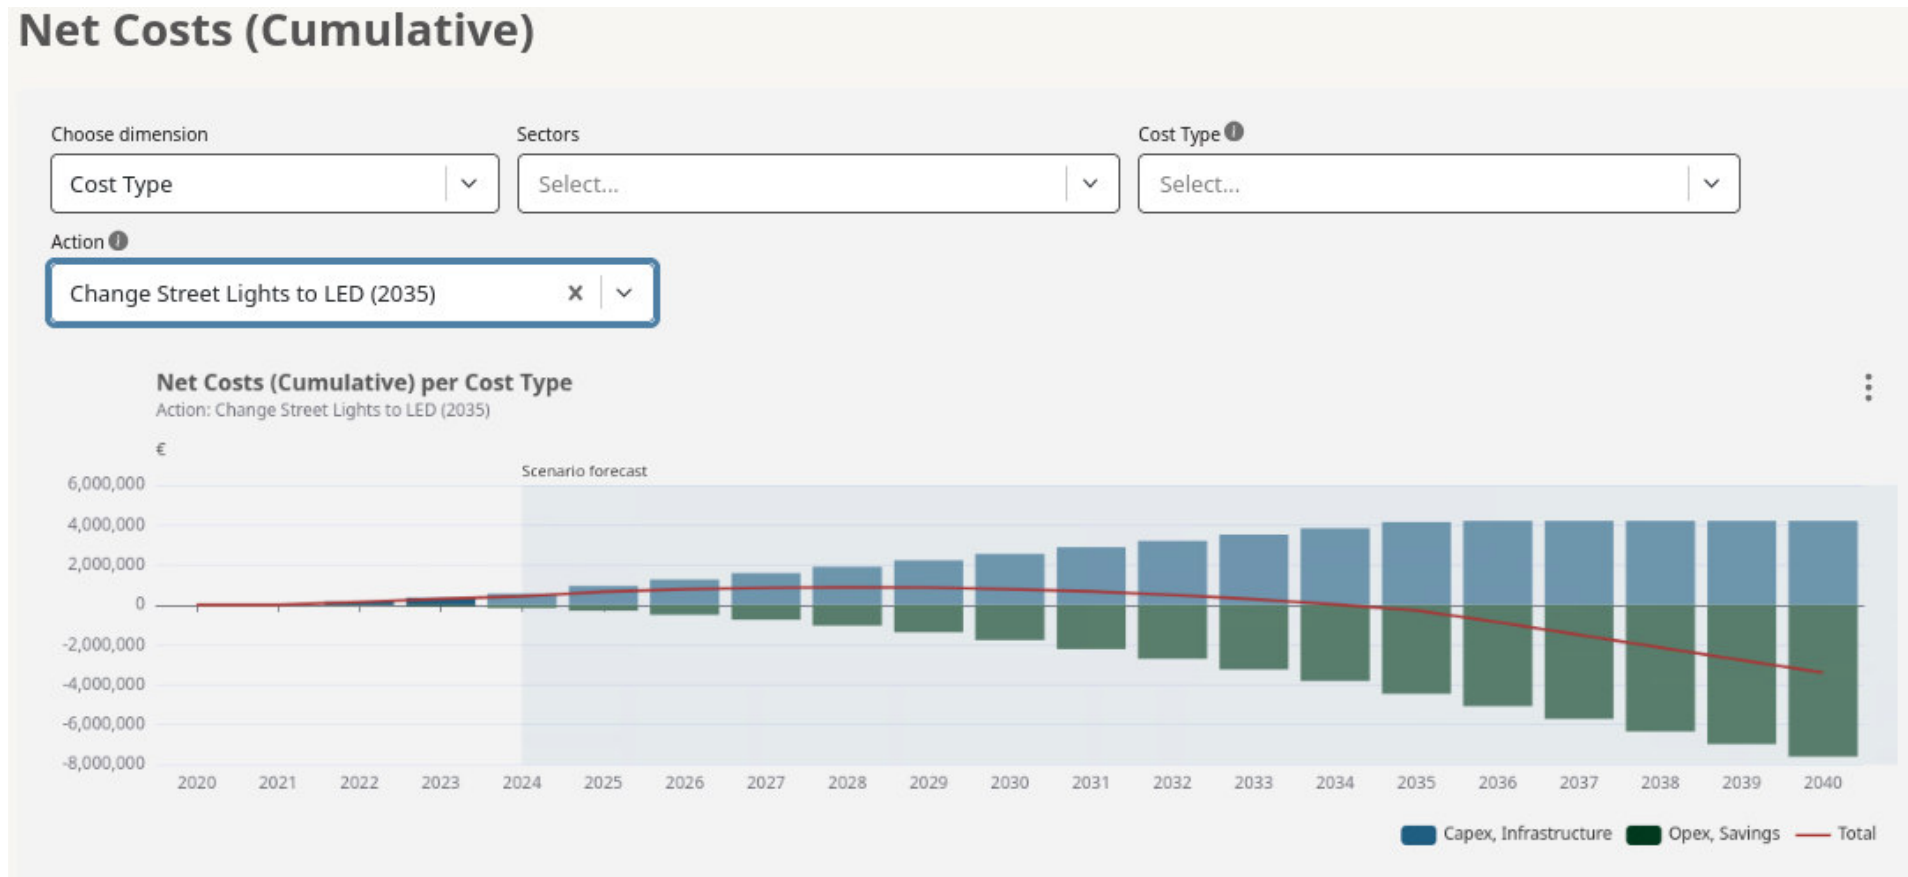 Net Costs (Cumulative)
Choose dimension
Sectors
Cost Type
Cost Type
Select...
Select...
Action
Change Street Lights to LED (2035)
Net Costs (Cumulative) per Cost Type
Action: Change Street Lights to LED (2035)
€
Scenario forecast
6,000,000
4,000,000
2,000,000
0
-2,000,000
-4,000,000
-6,000,000
-8,000,000
2020 2021 2022 2023 2024 2025 2026 2027 2028 2029 2030 2031 2032 2033 2034 2035 2036 2037 2038 2039 2040
Capex, Infrastructure Opex, Savings Total